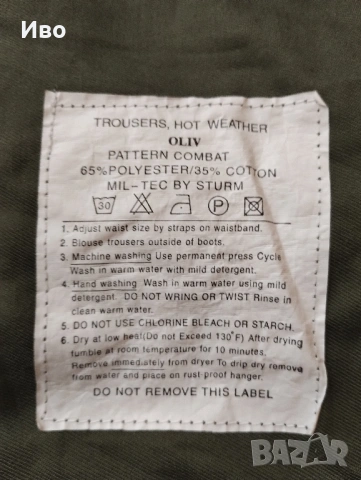 Иво
TROUSERS, HOT WEATHER
OLIV
PATTERN COMBAT
65%POLYESTER/35% COTTON
MIL-TEC BY STURM
30 P
1. Adjust waist size by straps on waistband.
2. Blouse trousers outside of boots.
3. Machine washing Use permanent press Cycle
Wash in warm water with mild detergent.
4. Hand washing Wash in warm water using mild
detergent. DO NOT WRING OR TWIST Rinse in
clean warm water.
5. DO NOT USE CHLORINE BLEACH OR STARCH.
6. Dry at low heat(Do not Exceed 130°F) After drying
tumble at room temperature for 10 minutes.
Remove immediately from dryer To drip dry remove
from water and place on rust-proof hanger.
DO NOT REMOVE THIS LABEL
BAZAR